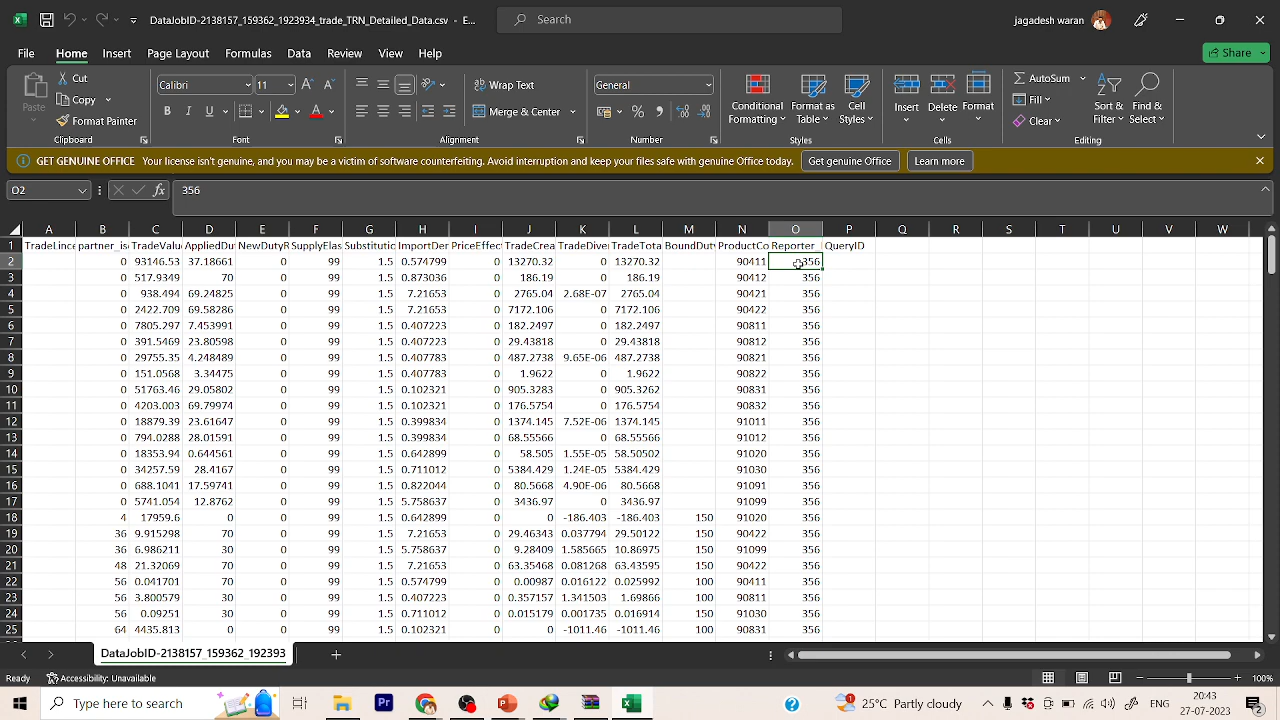 DataJobID-2138157_159362_1923934_trade_TRN_Detailed_Data.csv - E...
Search
jagadesh waran
File Home Insert Page Layout Formulas Data Review View Help
Share
Paste
Cut
Copy
Format Painter
Clipboard
Calibri 11
B I U
Font
Wrap Text
Merge & Center
Alignment
General
Number
Conditional Formatting
Format as Table
Cell Styles
Styles
Insert Delete Format
Cells
AutoSum
Fill
Clear
Sort & Filter
Find & Select
Editing
GET GENUINE OFFICE Your license isn't genuine, and you may be a victim of software counterfeiting. Avoid interruption and keep your files safe with genuine Office today. Get genuine Office Learn more
O2 fx 356
A B C D E F G H I J K L M N O P Q R S T U V W
1 TradeLince partner_is TradeValue AppliedDu NewDutyR SupplyElas Substitutio ImportDer PriceEffect TradeCrea TradeDive TradeTota BoundDuty ProductCo Reporter_ QueryID
2 0 93146.53 37.18661 0 99 1.5 0.574799 0 13270.32 0 13270.32 90411 356
3 0 517.9349 70 0 99 1.5 0.873036 0 186.19 0 186.19 90412 356
4 0 938.494 69.24825 0 99 1.5 7.21653 0 2765.04 2.68E-07 2765.04 90421 356
5 0 2422.709 69.58286 0 99 1.5 7.21653 0 7172.106 0 7172.106 90422 356
6 0 7805.297 7.453991 0 99 1.5 0.407223 0 182.2497 0 182.2497 90811 356
7 0 391.5469 23.80598 0 99 1.5 0.407223 0 29.43818 0 29.43818 90812 356
8 0 29755.35 4.248489 0 99 1.5 0.407783 0 487.2738 9.65E-06 487.2738 90821 356
9 0 151.0568 3.34475 0 99 1.5 0.407783 0 1.9622 0 1.9622 90822 356
10 0 51763.46 29.05802 0 99 1.5 0.102321 0 905.3283 0 905.3262 90831 356
11 0 4203.003 69.79974 0 99 1.5 0.102321 0 176.5754 0 176.5754 90832 356
12 0 18879.39 23.61647 0 99 1.5 0.399834 0 1374.145 7.52E-06 1374.145 91011 356
13 0 794.0288 28.01591 0 99 1.5 0.399834 0 68.55566 0 68.55566 91012 356
14 0 18353.94 0.644561 0 99 1.5 0.642899 0 58.505 1.55E-05 58.50502 91020 356
15 0 34257.59 28.4167 0 99 1.5 0.711012 0 5384.429 1.24E-05 5384.429 91030 356
16 0 688.1041 17.59741 0 99 1.5 0.822044 0 80.5668 4.90E-06 80.5668 91091 356
17 0 5741.054 12.8762 0 99 1.5 5.758637 0 3436.97 0 3436.97 91099 356
18 4 17959.6 0 0 99 1.5 0.642899 0 0 -186.403 -186.403 150 91020 356
19 36 9.915298 70 0 99 1.5 7.21653 0 29.46343 0.037794 29.50122 150 90422 356
20 36 6.986211 30 0 99 1.5 5.758637 0 9.28409 1.585665 10.86975 150 91099 356
21 48 21.32069 70 0 99 1.5 7.21653 0 63.35468 0.081268 63.43595 150 90422 356
22 56 0.041701 70 0 99 1.5 0.574799 0 0.00987 0.016122 0.025992 100 90411 356
23 56 3.800579 30 0 99 1.5 0.407223 0 0.357157 1.341503 1.69866 100 90811 356
24 56 0.09251 30 0 99 1.5 0.711012 0 0.015179 0.001735 0.016914 150 91030 356
25 64 4435.813 0 0 99 1.5 0.102321 0 0 -1011.46 -1011.46 100 90831 356
DataJobID-2138157_159362_192393
Ready Accessibility: Unavailable 100%
Type here to search
Pr
25°C Partly cloudy
ENG
20:43
27-07-2023
2